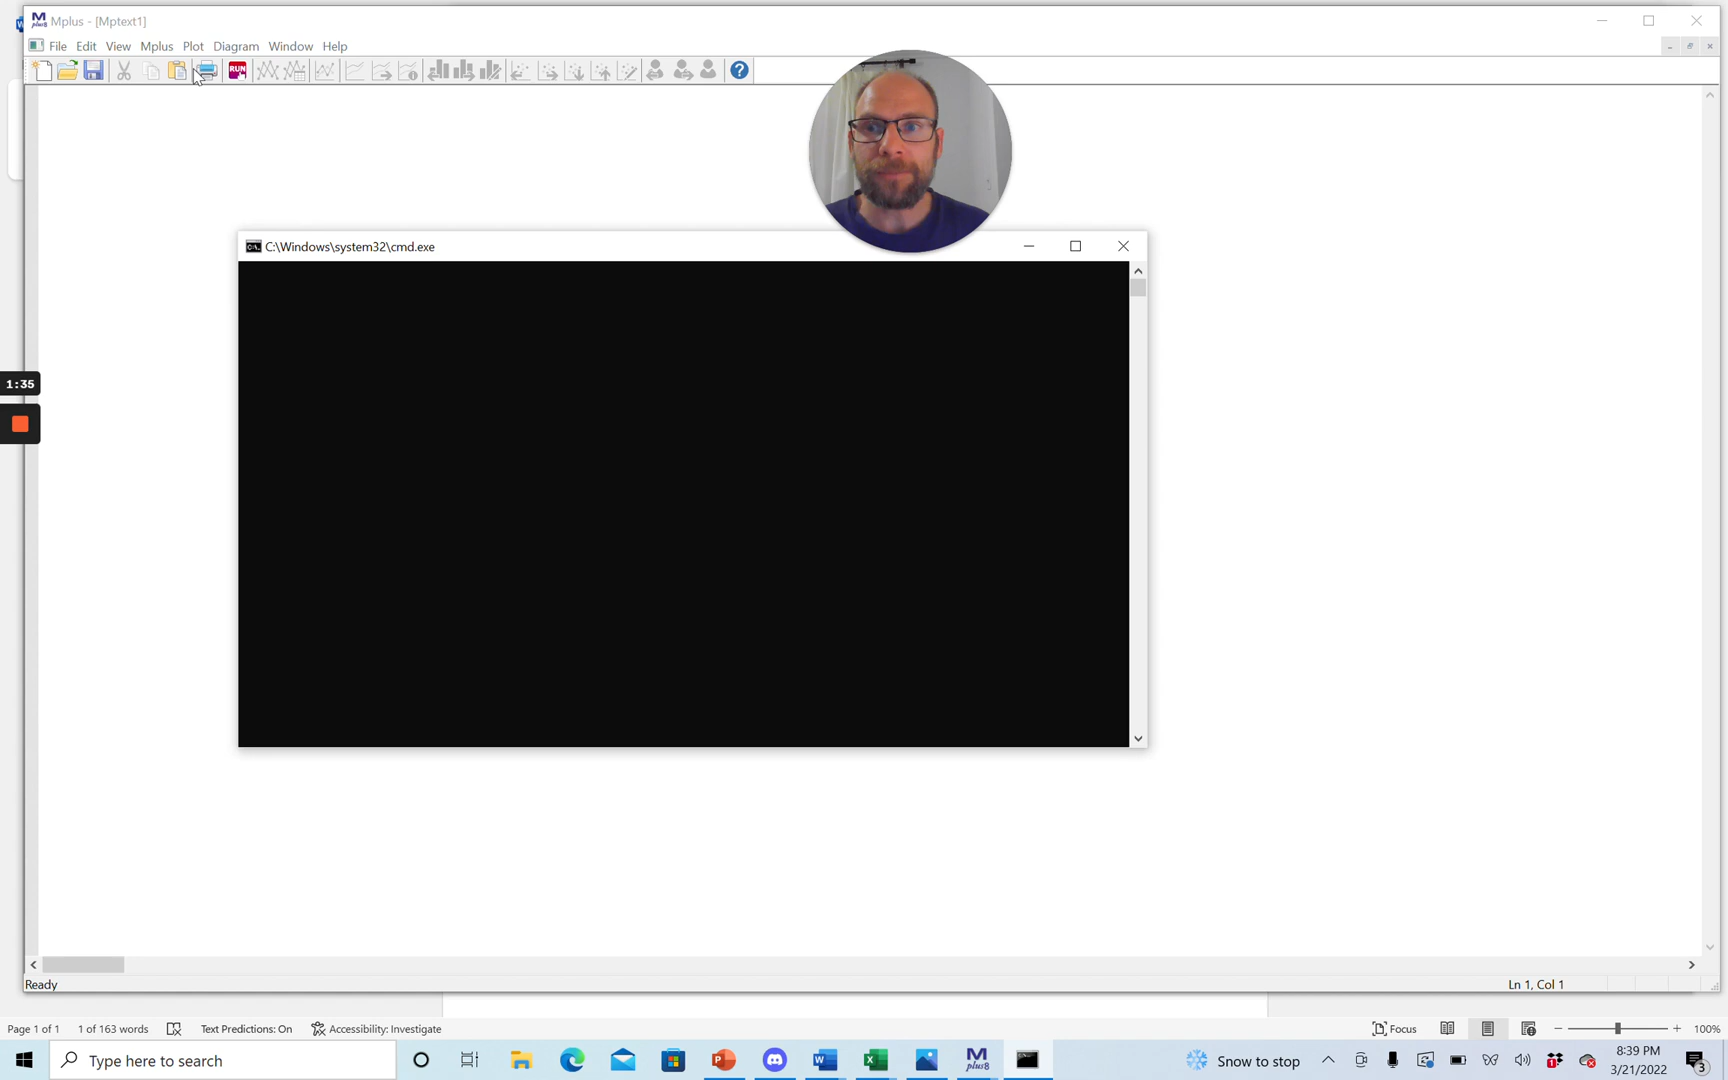 Mplus - [Mptext1]
File Edit View Mplus Plot Diagram Window Help
RUN
C:\Windows\system32\cmd.exe
1:35
Ready
Ln 1, Col 1
Page 1 of 1 1 of 163 words Text Predictions: On Accessibility: Investigate Focus 100%
Type here to search
Snow to stop
8:39 PM
3/21/2022
3